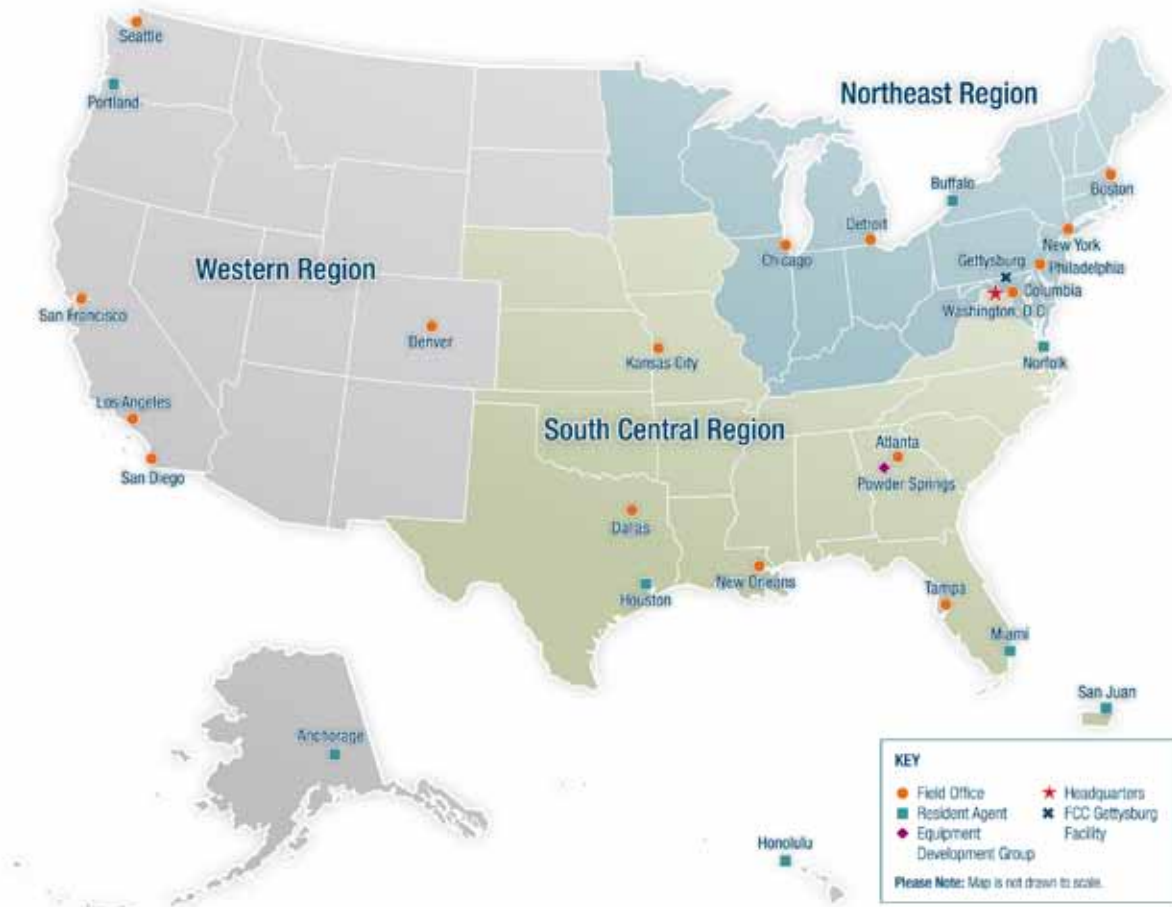 Seattle
Portland
Northeast Region
Buffalo
Boston
Detroit
New York
Chicago
Gettysburg
Philadelphia
Western Region
Columbia
San Francisco
Washington, D.C
Denver
Kansas City
Norfolk
Los Angeles
South Central Region
Atlanta
San Diego
Powder Springs
Dallas
New Orleans
Houston
Tampa
Miami
San Juan
Anchorage
Honolulu
KEY
Field Office
Resident Agent
Equipment
Development Group
Headquarters
FCC Gettysburg
Facility
Please Note: Map is not drawn to scale.